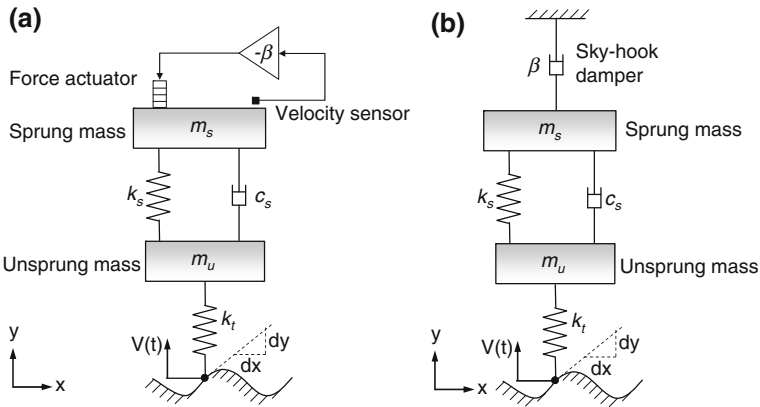 (a)
-β
Force actuator
Velocity sensor
Sprung mass
m_s
k_s
c_s
Unsprung mass
m_u
k_t
V(t)
dy
dx
y
x
(b)
β
Sky-hook
damper
m_s
Sprung mass
k_s
c_s
m_u
Unsprung mass
k_t
V(t)
dy
dx
y
x